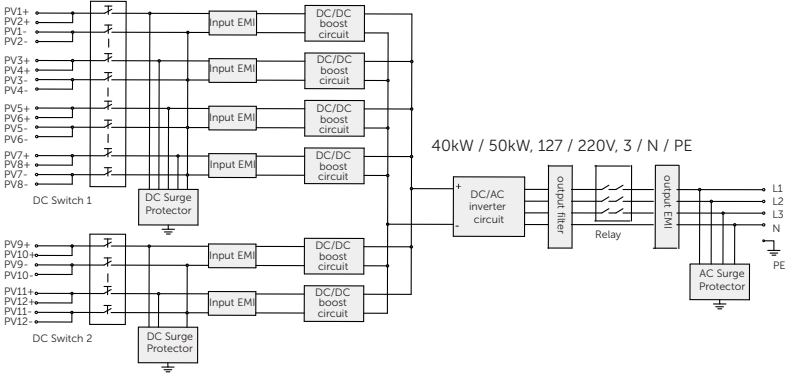 PV1+
PV2+
PV1-
PV2-
Input EMI
DC/DC
boost
circuit
PV3+
PV4+
PV3-
PV4-
Input EMI
DC/DC
boost
circuit
PV5+
PV6+
PV5-
PV6-
Input EMI
DC/DC
boost
circuit
PV7+
PV8+
PV7-
PV8-
Input EMI
DC/DC
boost
circuit
DC Switch 1
DC Surge
Protector
40kW / 50kW, 127 / 220V, 3 / N / PE
+
-
DC/AC
inverter
circuit
output filter
Relay
output EMI
L1
L2
L3
N
PE
AC Surge
Protector
PV9+
PV10+
PV9-
PV10-
Input EMI
DC/DC
boost
circuit
PV11+
PV12+
PV11-
PV12-
Input EMI
DC/DC
boost
circuit
DC Switch 2
DC Surge
Protector